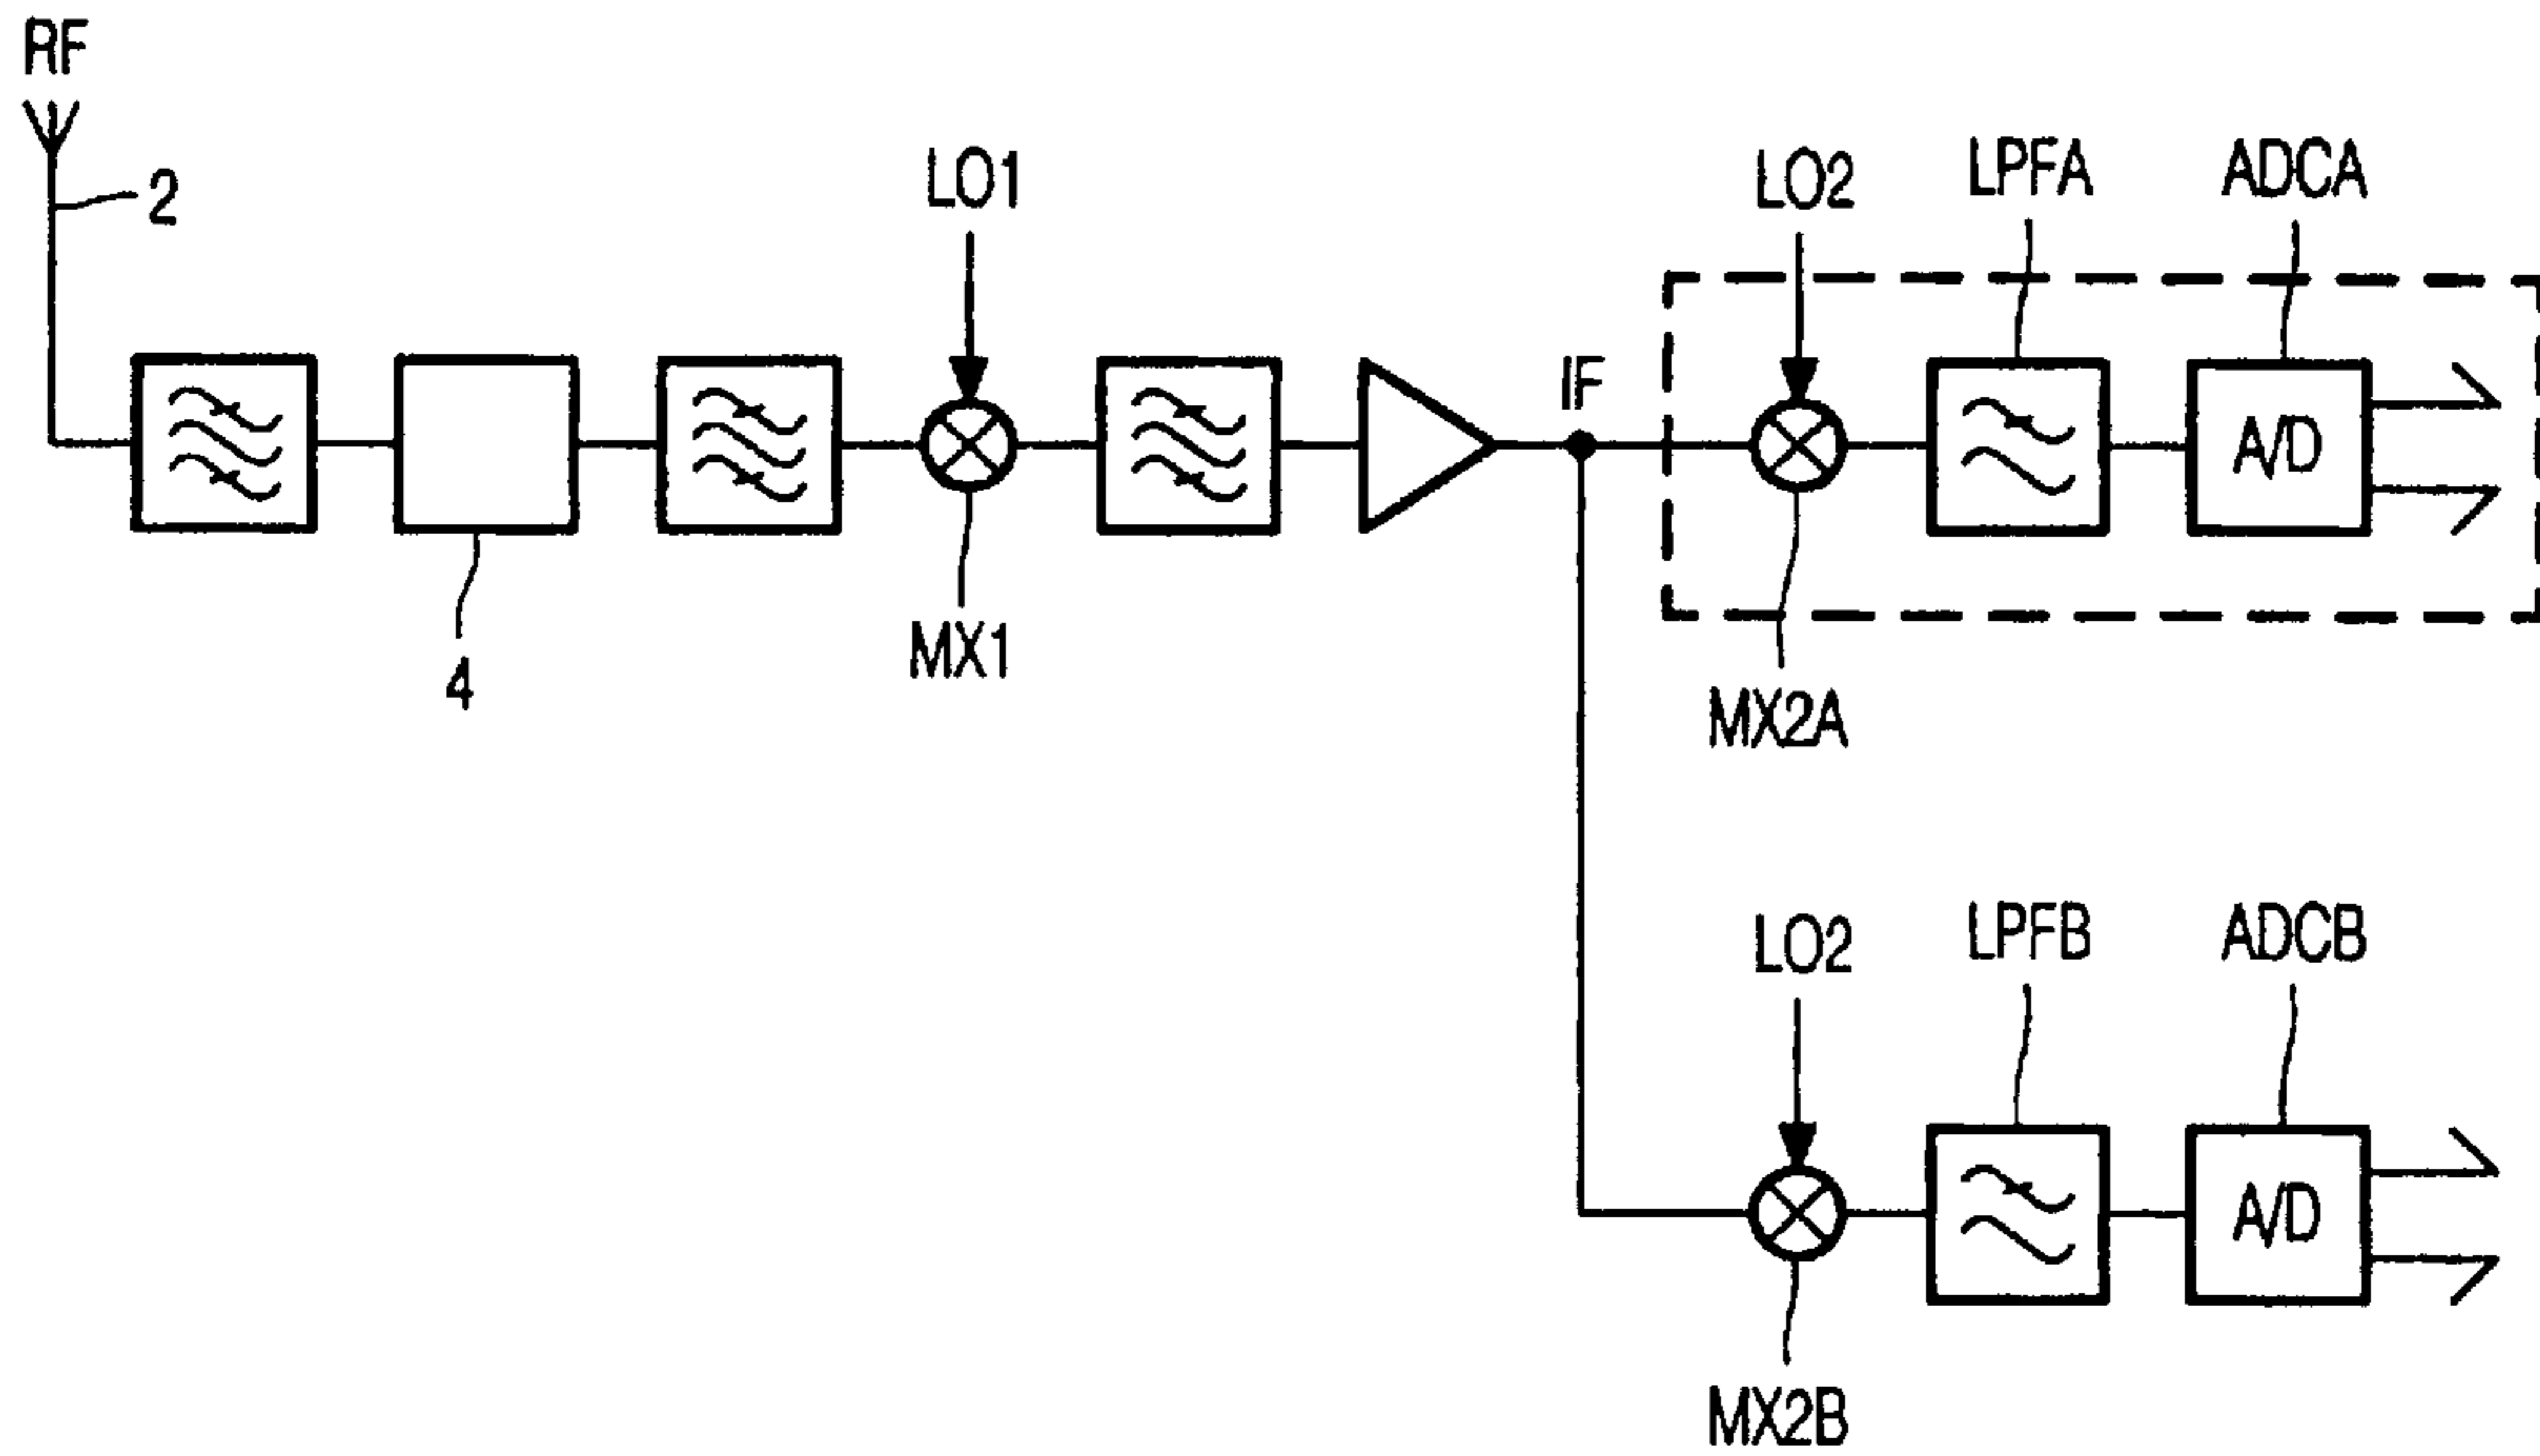 RF
2
LO1
LO2
LPFA
ADCA
IF
A/D
4
MX1
MX2A
LO2
LPFB
ADCB
A/D
MX2B